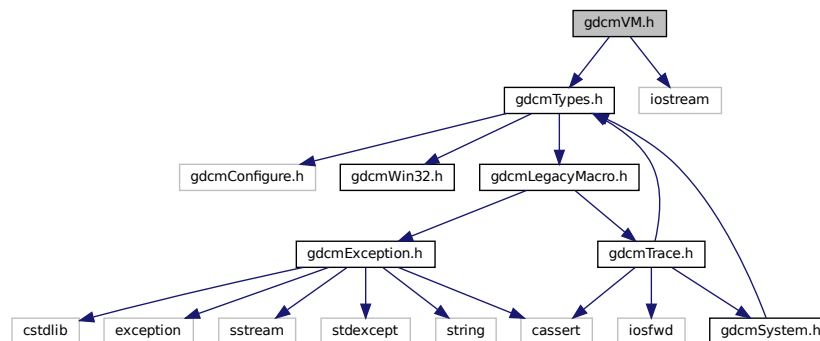 gdcmVM.h
gdcmTypes.h
iostream
gdcmConfigure.h
gdcmWin32.h
gdcmLegacyMacro.h
gdcmException.h
gdcmTrace.h
cstdlib
exception
sstream
stdexcept
string
cassert
iosfwd
gdcmSystem.h